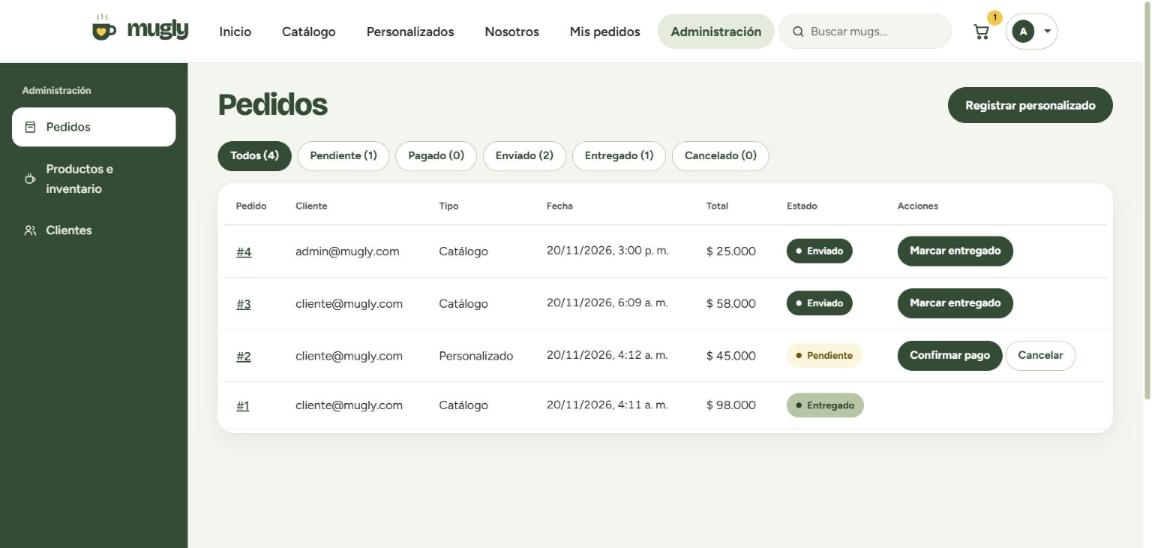 mugly
Inicio Catálogo Personalizados Nosotros Mis pedidos Administración Buscar mugs... 1 A
Administración
Pedidos
Productos e
inventario
Clientes
Pedidos
Registrar personalizado
Todos (4) Pendiente (1) Pagado (0) Enviado (2) Entregado (1) Cancelado (0)
Pedido Cliente Tipo Fecha Total Estado Acciones
#4 admin@mugly.com Catálogo 20/11/2026, 3:00 p. m. $ 25.000 Enviado Marcar entregado
#3 cliente@mugly.com Catálogo 20/11/2026, 6:09 a. m. $ 58.000 Enviado Marcar entregado
#2 cliente@mugly.com Personalizado 20/11/2026, 4:12 a. m. $ 45.000 Pendiente Confirmar pago Cancelar
#1 cliente@mugly.com Catálogo 20/11/2026, 4:11 a. m. $ 98.000 Entregado